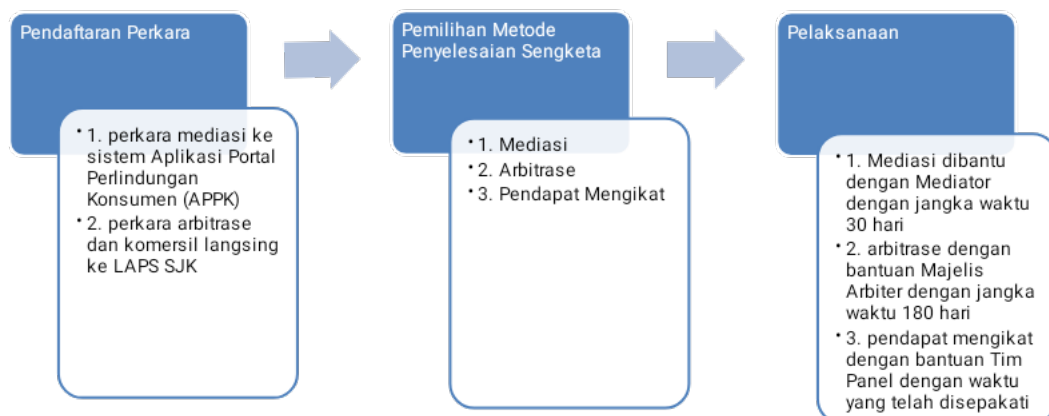 Pendaftaran Perkara
• 1. perkara mediasi ke
sistem Aplikasi Portal
Perlindungan
Konsumen (APPK)
• 2. perkara arbitrase
dan komersil langsing
ke LAPS SJK
Pemilihan Metode
Penyelesaian Sengketa
• 1. Mediasi
• 2. Arbitrase
• 3. Pendapat Mengikat
Pelaksanaan
• 1. Mediasi dibantu
dengan Mediator
dengan jangka waktu
30 hari
• 2. arbitrase dengan
bantuan Majelis
Arbiter dengan jangka
waktu 180 hari
• 3. pendapat mengikat
dengan bantuan Tim
Panel dengan waktu
yang telah disepakati